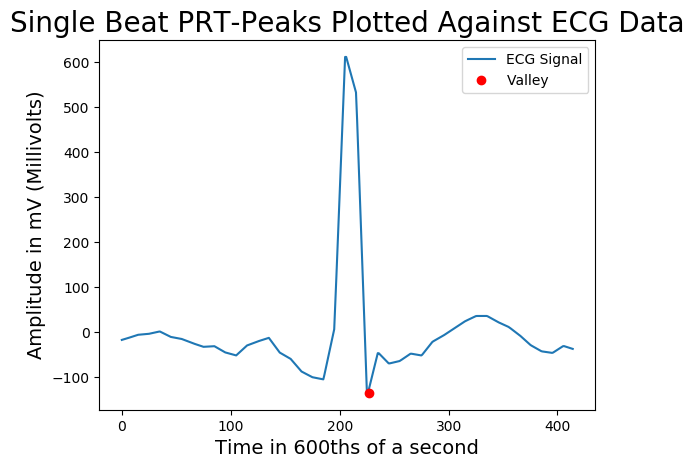 Single Beat PRT-Peaks Plotted Against ECG Data
ECG Signal
Valley
Amplitude in mV (Millivolts)
600
500
400
300
200
100
0
−100
0 100 200 300 400
Time in 600ths of a second